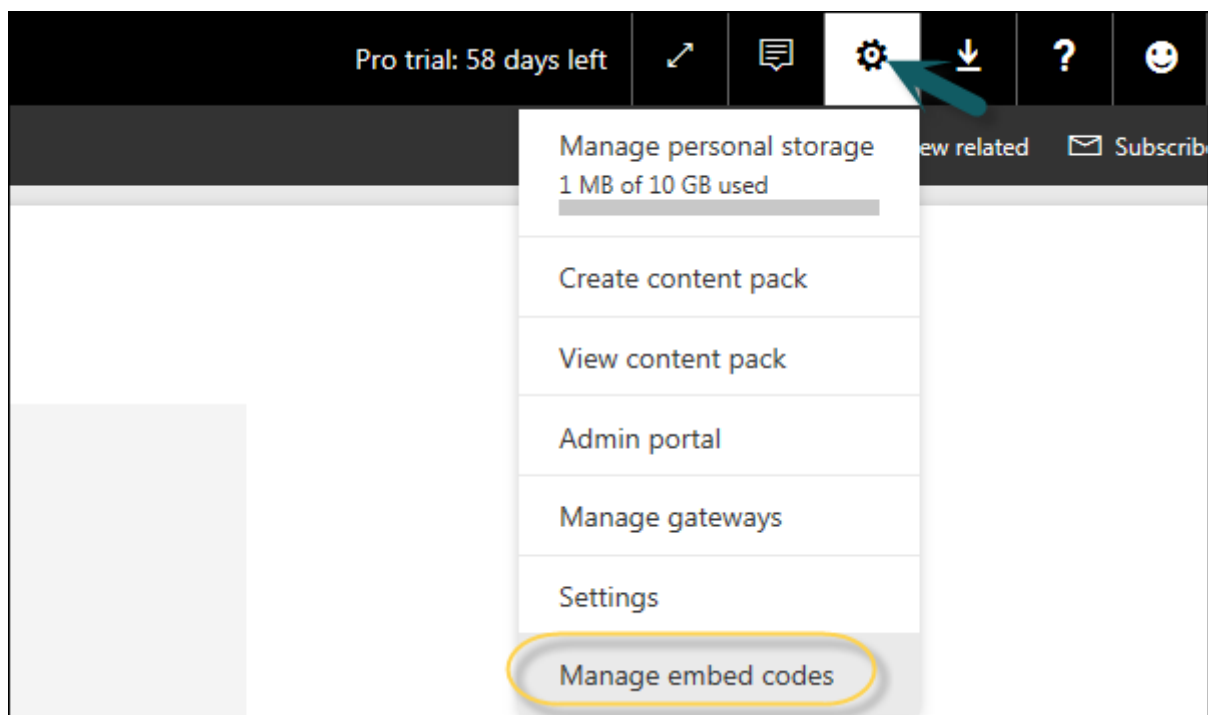 Pro trial: 58 days left
?
Manage personal storage
1 MB of 10 GB used
ew related
Subscrib
Create content pack
View content pack
Admin portal
Manage gateways
Settings
Manage embed codes